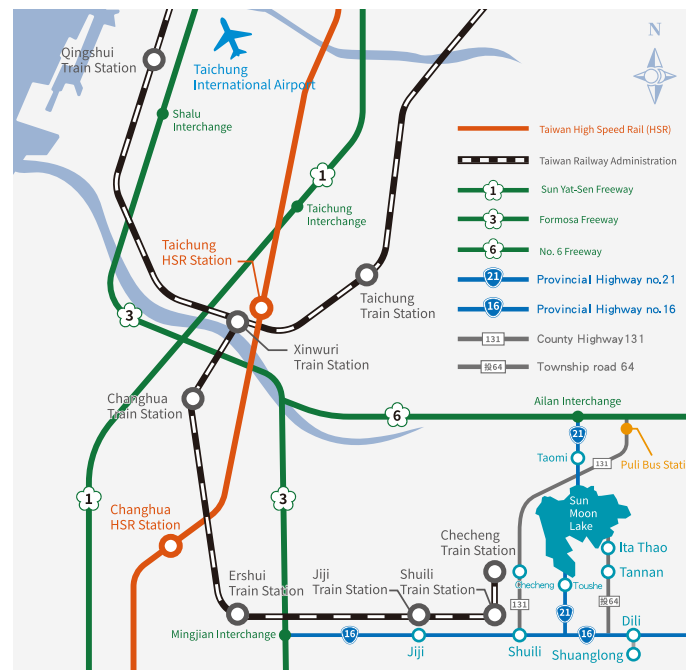 Qingshui
Train Station
Taichung
International Airport
N
Shalu
Interchange
1
Taichung
Interchange
Taichung
HSR Station
Taichung
Train Station
3
Xinwuri
Train Station
Changhua
Train Station
6
1
3
Changhua
HSR Station
Ershui
Train Station
Jiji
Train Station
Shuili
Train Station
Checheng
Train Station
Mingjian Interchange
16
Jiji
Shuili
Taiwan High Speed Rail (HSR)
Taiwan Railway Administration
1
Sun Yat-Sen Freeway
3
Formosa Freeway
6
No. 6 Freeway
21
Provincial Highway no.21
16
Provincial Highway no.16
131
County Highway131
投64
Township road 64
Ailan Interchange
21
Taomi
131
Puli Bus Stati
Sun
Moon
Lake
Ita Thao
Tannan
Checheng
Toushe
131
21
投64
16
Dili
Shuanglong